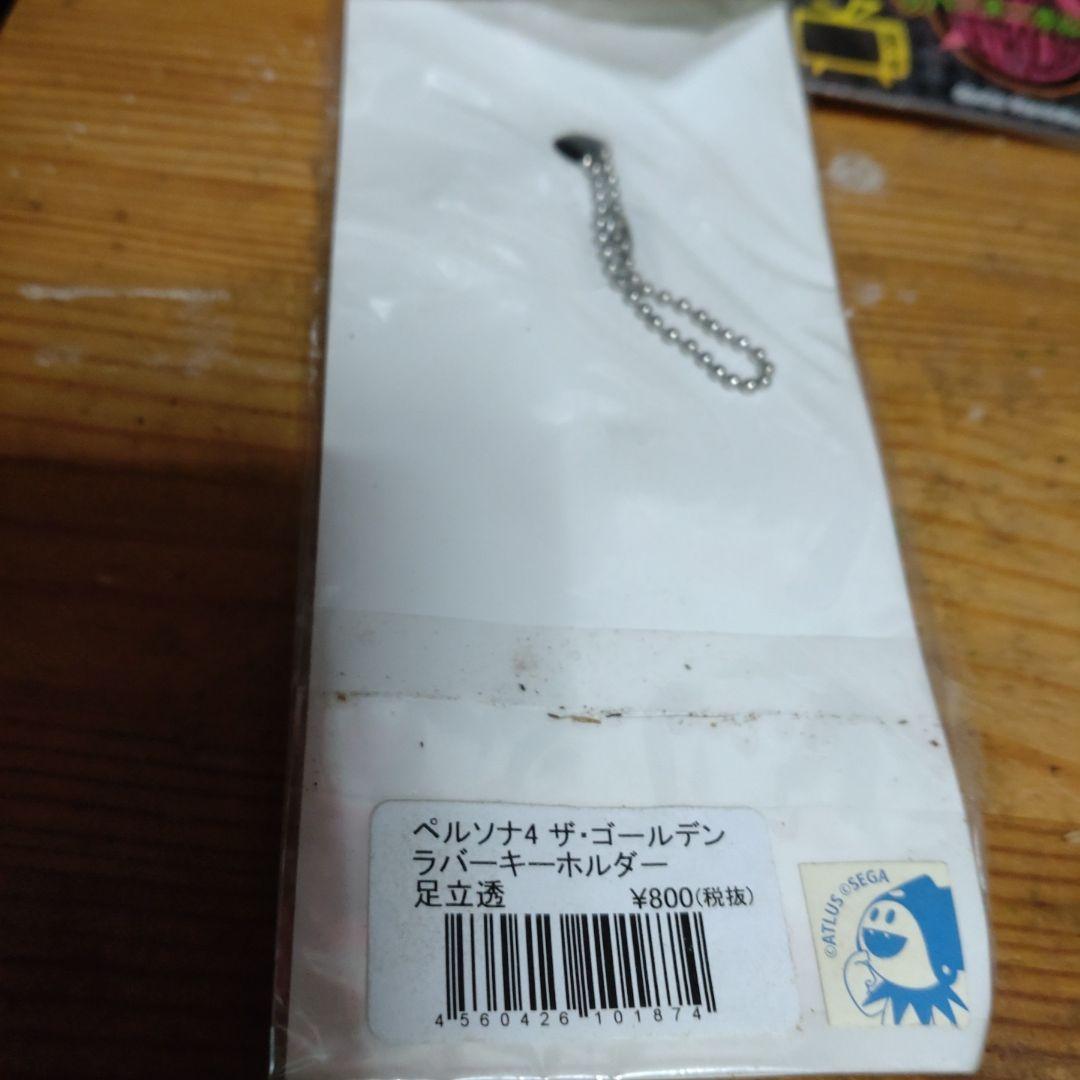 ペルソナ4 ザ・ゴールデン
ラバーキーホルダー
足立透
¥800(税抜)
4 560426 101874
©ATLUS ©SEGA